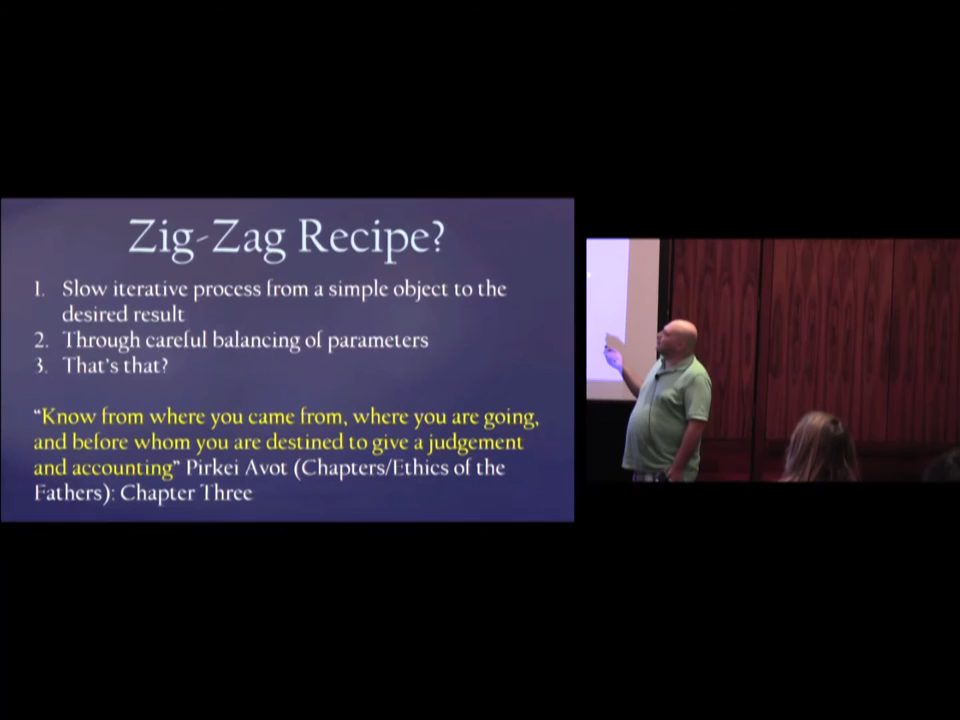 Zig-Zag Recipe?
1. Slow iterative process from a simple object to the
desired result
2. Through careful balancing of parameters
3. That's that?
"Know from where you came from, where you are going,
and before whom you are destined to give a judgement
and accounting" Pirkei Avot (Chapters/Ethics of the
Fathers): Chapter Three